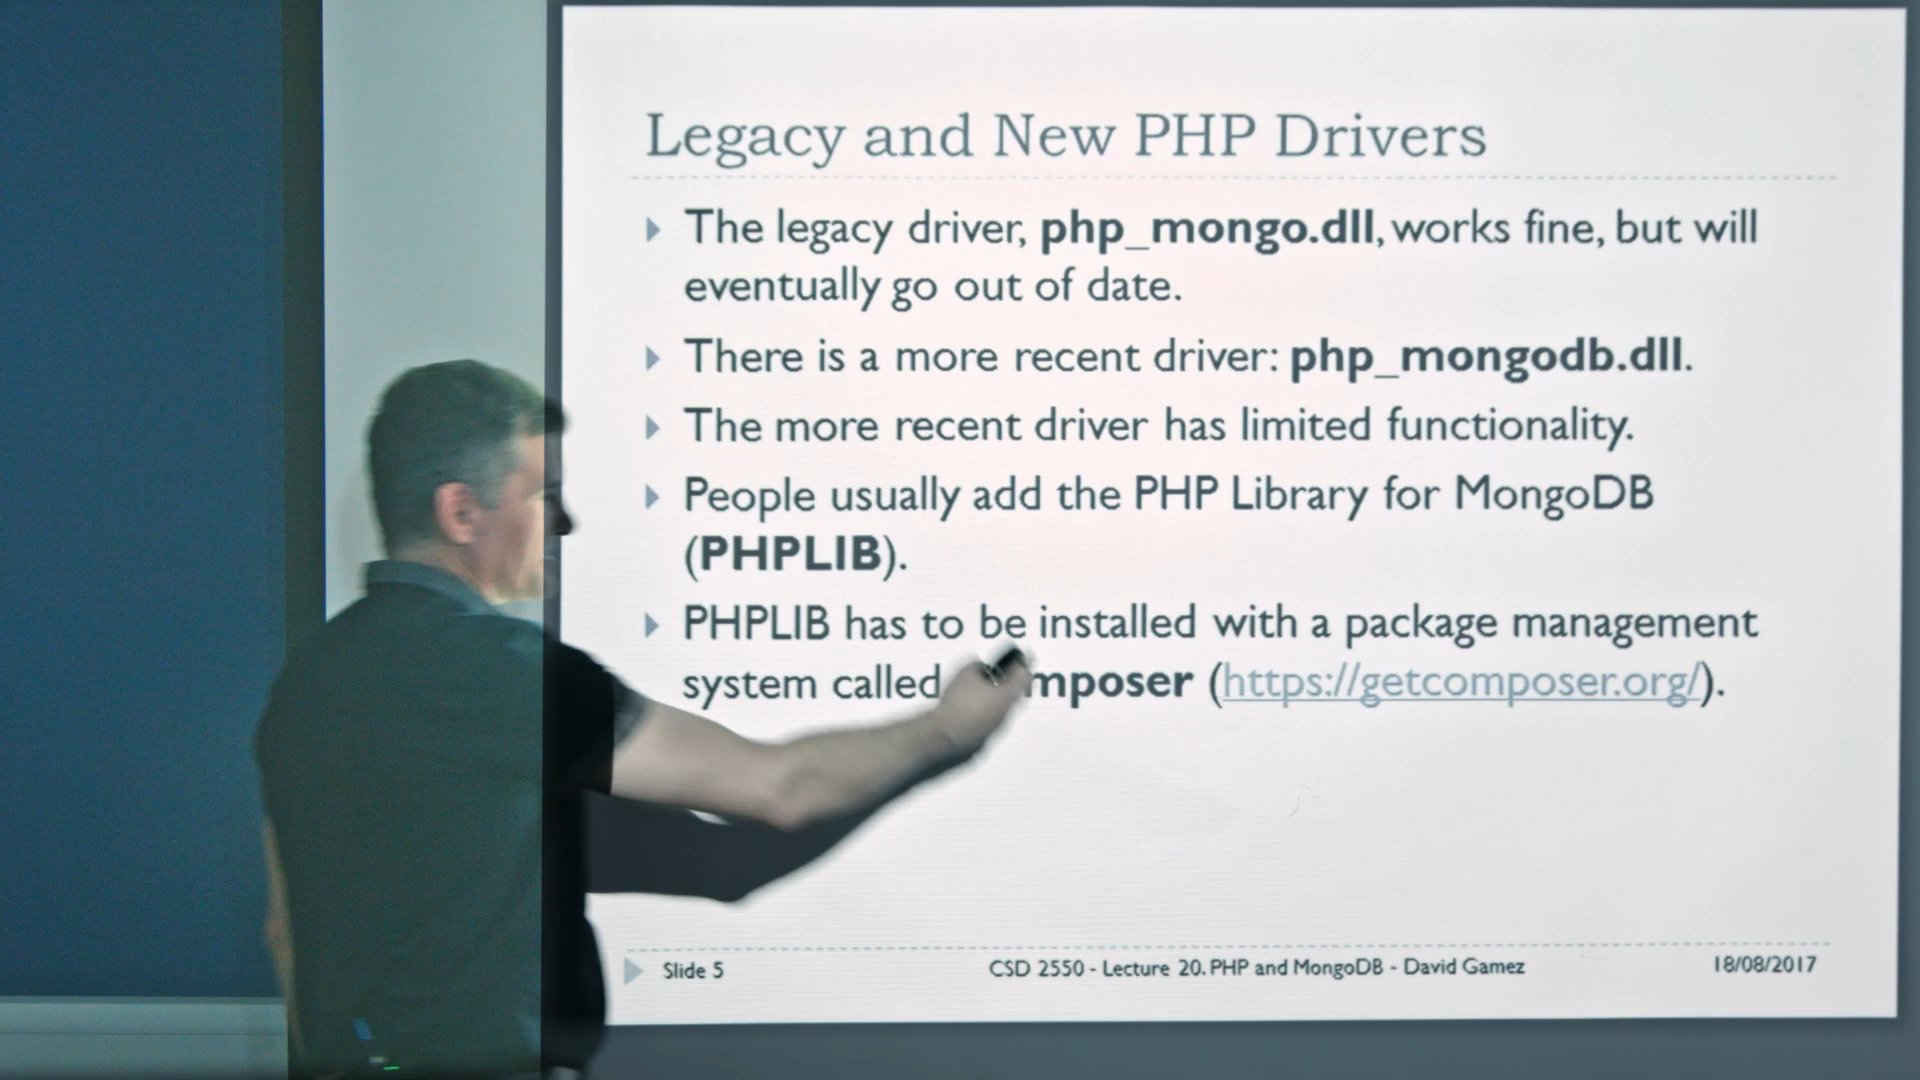 Legacy and New PHP Drivers
The legacy driver, php_mongo.dll, works fine, but will
eventually go out of date.
There is a more recent driver: php_mongodb.dll.
The more recent driver has limited functionality.
People usually add the PHP Library for MongoDB
(PHPLIB).
PHPLIB has to be installed with a package management
system called mposer (https://getcomposer.org/).
Slide 5
CSD 2550 - Lecture 20. PHP and MongoDB - David Gamez
18/08/2017